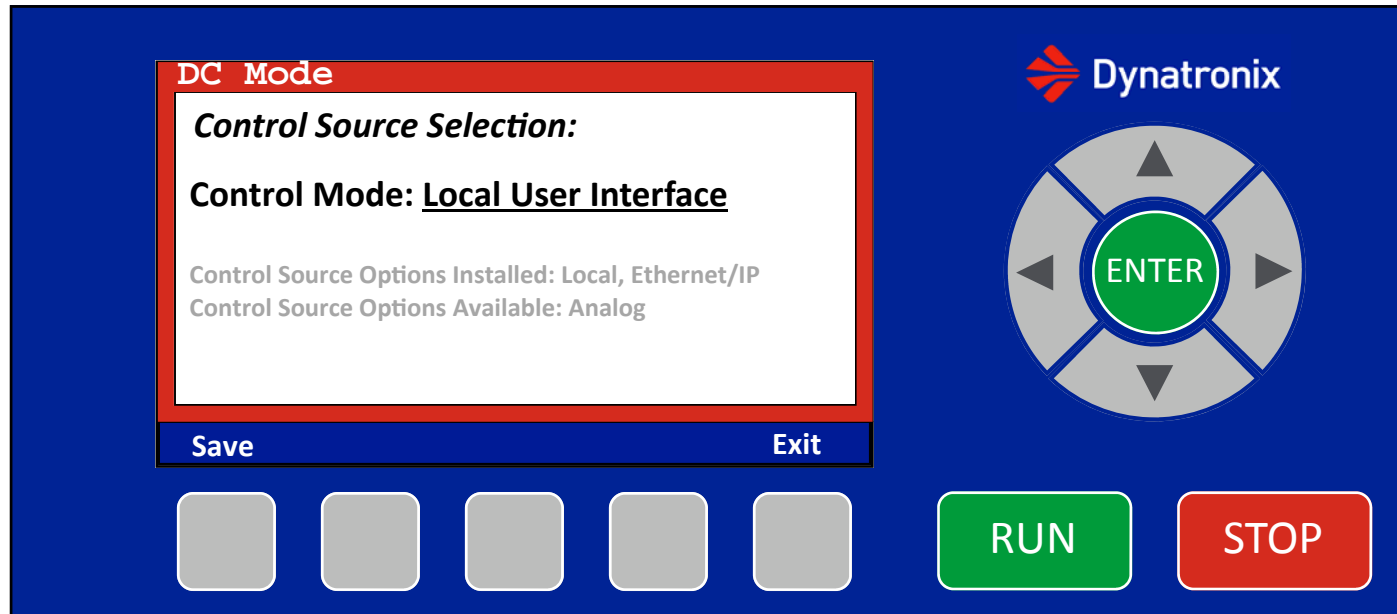 DC Mode
Control Source Selection:
Control Mode: Local User Interface
Control Source Options Installed: Local, Ethernet/IP
Control Source Options Available: Analog
Save Exit
Dynatronix
ENTER
RUN STOP